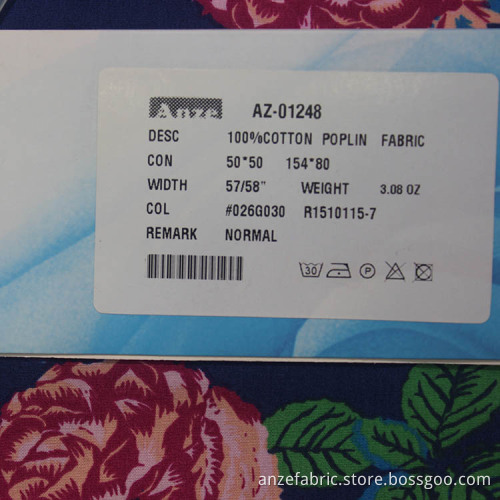 Anze AZ-01248
DESC 100%COTTON POPLIN FABRIC
CON 50*50 154*80
WIDTH 57/58" WEIGHT 3.08 OZ
COL #026G030 R1510115-7
REMARK NORMAL
30 P
anzefabric.store.bossgoo.com